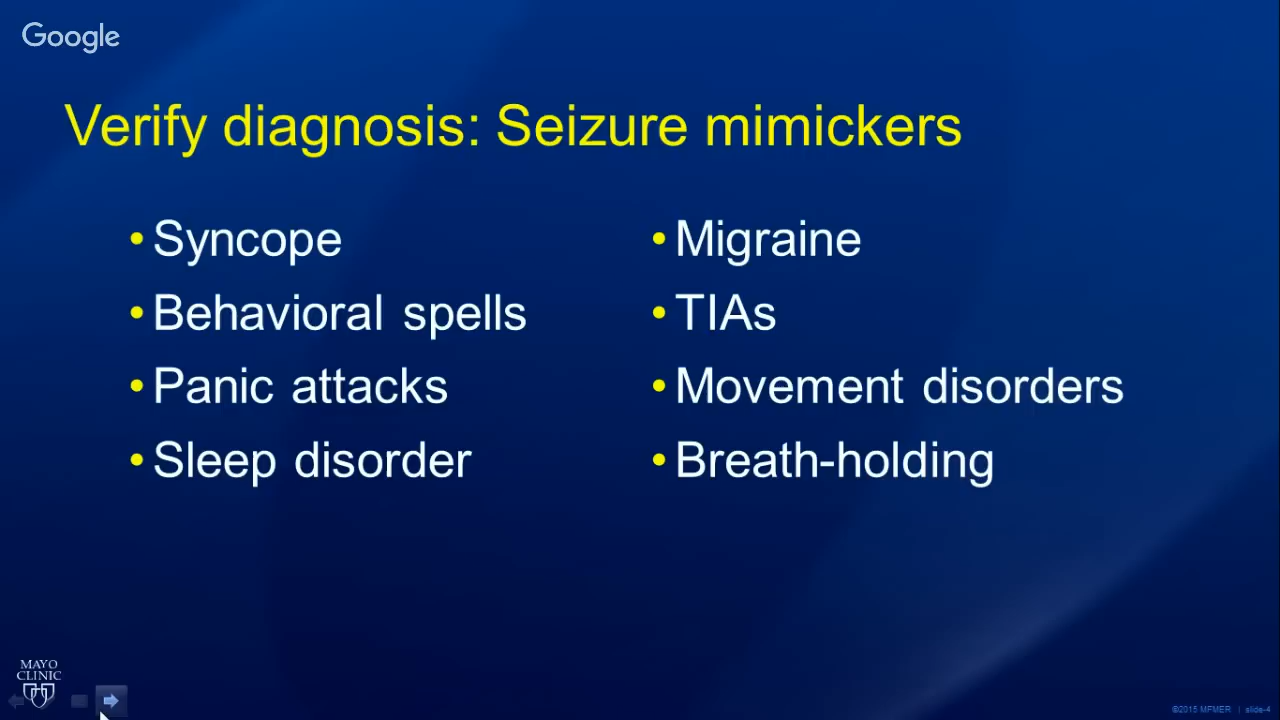 Google
Verify diagnosis: Seizure mimickers
• Syncope
• Behavioral spells
• Panic attacks
• Sleep disorder
• Migraine
• TIAs
• Movement disorders
• Breath-holding
MAYO
CLINIC
©2015 MFMER | slide-4